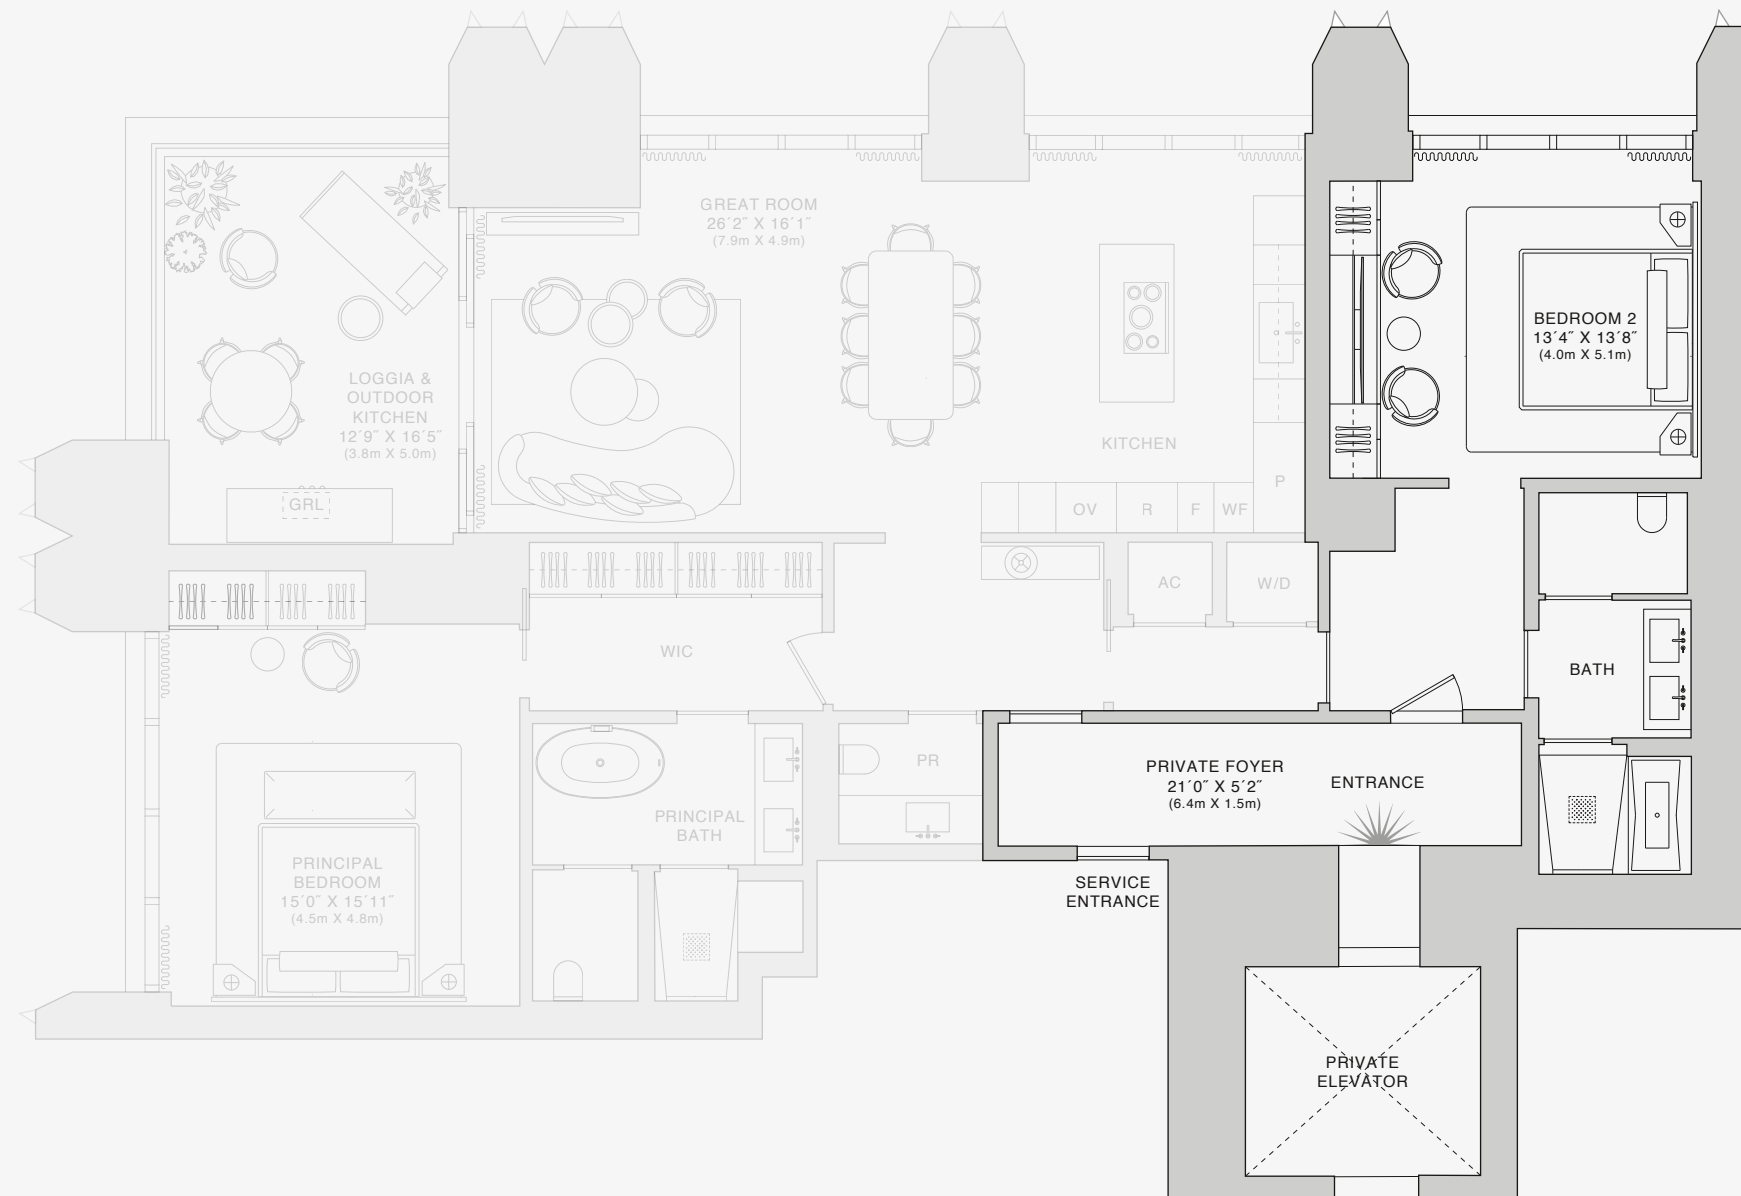 GREAT ROOM
26´2˝ X 16´1˝
(7.9m X 4.9m)
LOGGIA &
OUTDOOR
KITCHEN
12´9˝ X 16´5˝
(3.8m X 5.0m)
GRL
KITCHEN
OV
R
F
WF
P
BEDROOM 2
13´4˝ X 13´8˝
(4.0m X 5.1m)
AC
W/D
WIC
BATH
PR
PRIVATE FOYER
21´0˝ X 5´2˝
(6.4m X 1.5m)
ENTRANCE
PRINCIPAL
BATH
PRINCIPAL
BEDROOM
15´0˝ X 15´11˝
(4.5m X 4.8m)
SERVICE
ENTRANCE
PRIVATE
ELEVATOR